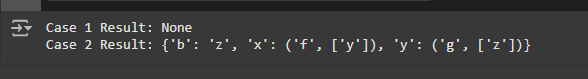 Case 1 Result: None
Case 2 Result: {'b': 'z', 'x': ('f', ['y']), 'y': ('g', ['z'])}